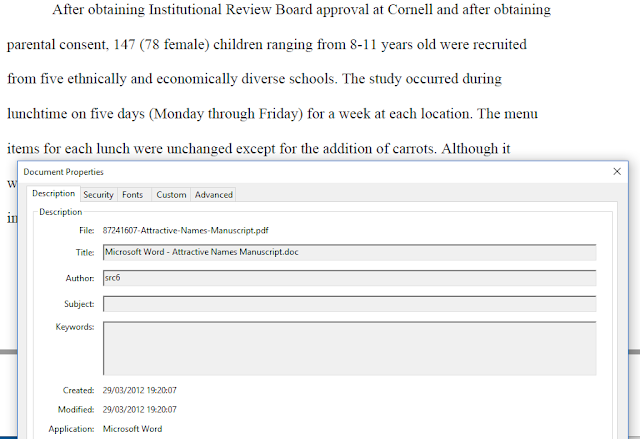 After obtaining Institutional Review Board approval at Cornell and after obtaining
parental consent, 147 (78 female) children ranging from 8-11 years old were recruited
from five ethnically and economically diverse schools. The study occurred during
lunchtime on five days (Monday through Friday) for a week at each location. The menu
items for each lunch were unchanged except for the addition of carrots. Although it
Document Properties
Description Security Fonts Custom Advanced
Description
File: 87241607-Attractive-Names-Manuscript.pdf
Title: Microsoft Word - Attractive Names Manuscript.doc
Author: src6
Subject:
Keywords:
Created: 29/03/2012 19:20:07
Modified: 29/03/2012 19:20:07
Application: Microsoft Word